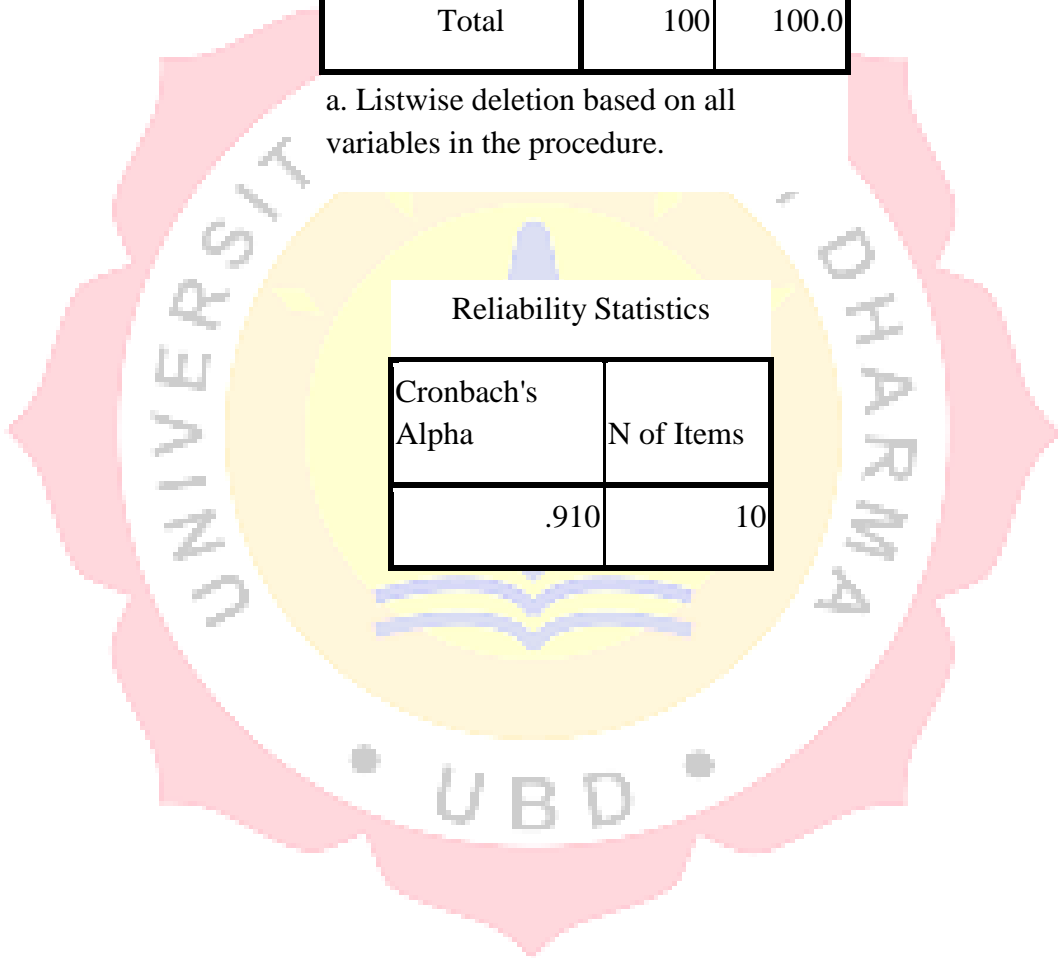 Total 100 100.0
a. Listwise deletion based on all
variables in the procedure.
Reliability Statistics
Cronbach's
Alpha N of Items
.910 10
UNIVERSIT
DHARMA
• UBD •